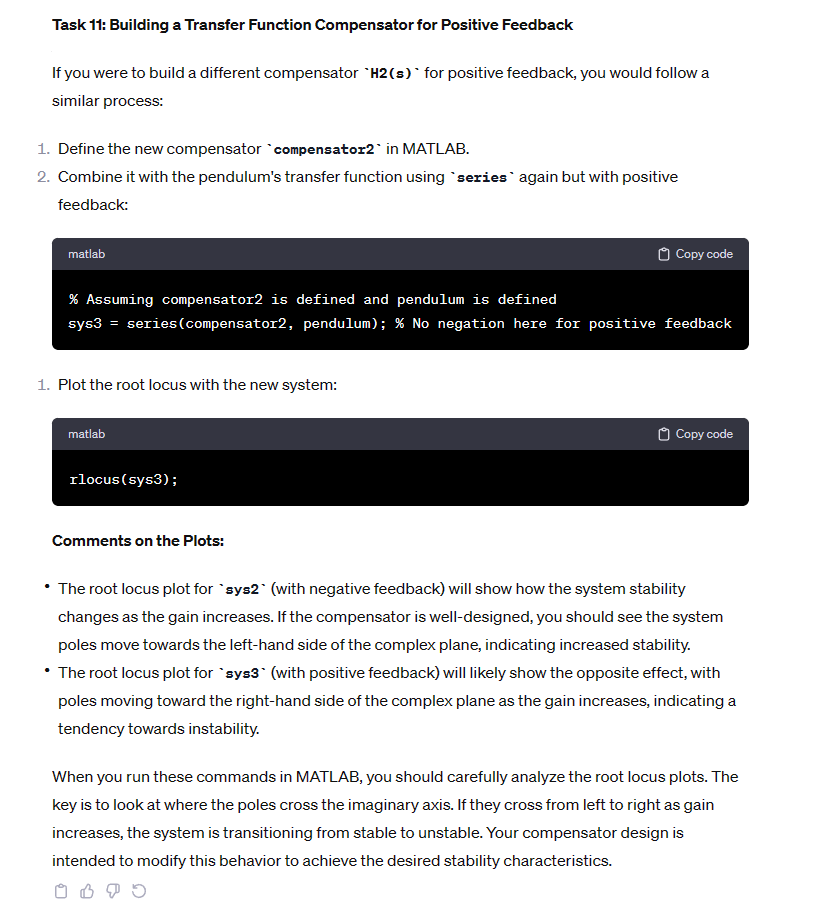 Task 11: Building a Transfer Function Compensator for Positive Feedback
If you were to build a different compensator `H2(s)` for positive feedback, you would follow a
similar process:
1. Define the new compensator `compensator2` in MATLAB.
2. Combine it with the pendulum's transfer function using `series` again but with positive
feedback:
matlab Copy code
% Assuming compensator2 is defined and pendulum is defined
sys3 = series(compensator2, pendulum); % No negation here for positive feedback
1. Plot the root locus with the new system:
matlab Copy code
rlocus(sys3);
Comments on the Plots:
• The root locus plot for `sys2` (with negative feedback) will show how the system stability
changes as the gain increases. If the compensator is well-designed, you should see the system
poles move towards the left-hand side of the complex plane, indicating increased stability.
• The root locus plot for `sys3` (with positive feedback) will likely show the opposite effect, with
poles moving toward the right-hand side of the complex plane as the gain increases, indicating a
tendency towards instability.
When you run these commands in MATLAB, you should carefully analyze the root locus plots. The
key is to look at where the poles cross the imaginary axis. If they cross from left to right as gain
increases, the system is transitioning from stable to unstable. Your compensator design is
intended to modify this behavior to achieve the desired stability characteristics.